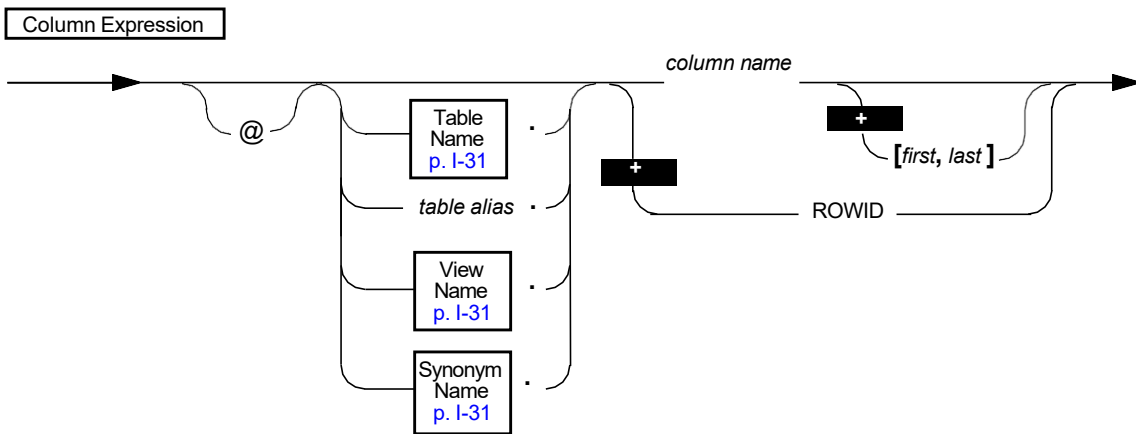 Column Expression
column name
@
Table
Name
p. I-31
.
+
[first, last ]
+
table alias .
ROWID
View
Name
p. I-31
.
Synonym
Name
p. I-31
.